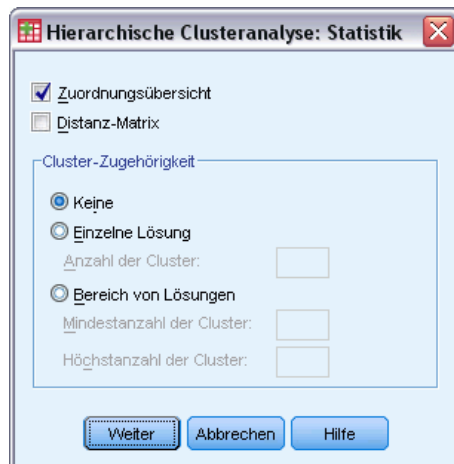 Hierarchische Clusteranalyse: Statistik
Zuordnungsübersicht
Distanz-Matrix
Cluster-Zugehörigkeit
Keine
Einzelne Lösung
Anzahl der Cluster:
Bereich von Lösungen
Mindestanzahl der Cluster:
Höchstanzahl der Cluster:
Weiter Abbrechen Hilfe